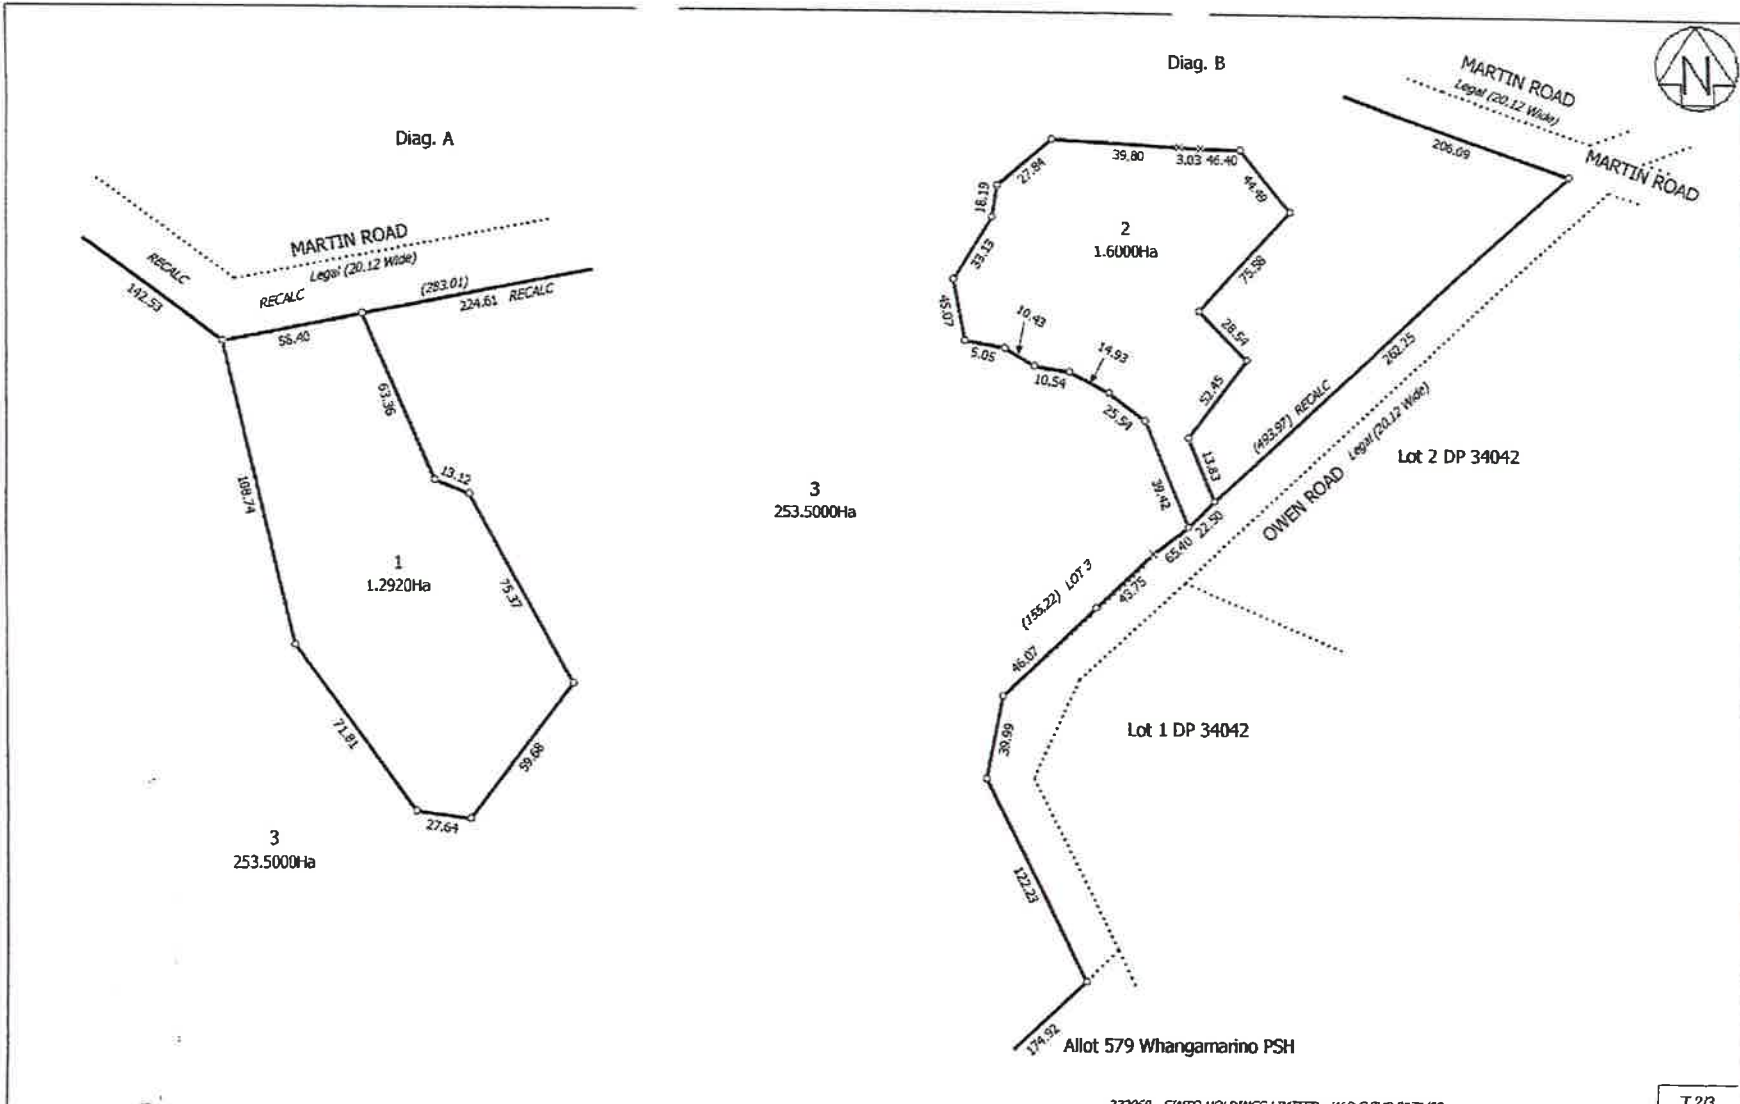 Diag. A
MARTIN ROAD
Legal (20.12 Wide)
RECALC
142.53
RECALC
(283.01)
224.61 RECALC
63.36
13.12
108.74
1
1.2920Ha
75.37
71.81
59.68
27.64
3
253.5000Ha
Diag. B
N
MARTIN ROAD
Legal (20.12 Wide)
206.09
MARTIN ROAD
27.84
39.80
3.03
46.40
44.49
18.19
33.13
2
1.6000Ha
75.58
45.07
10.43
5.05
10.54
14.93
25.54
28.54
52.45
262.25
(493.97) RECALC
Legal (20.12 Wide)
OWEN ROAD
Lot 2 DP 34042
13.83
39.42
3
253.5000Ha
22.50
65.40
43.75
(155.22) LOT 3
46.07
39.99
Lot 1 DP 34042
122.23
174.92
Allot 579 Whangamarino PSH
T 2/3